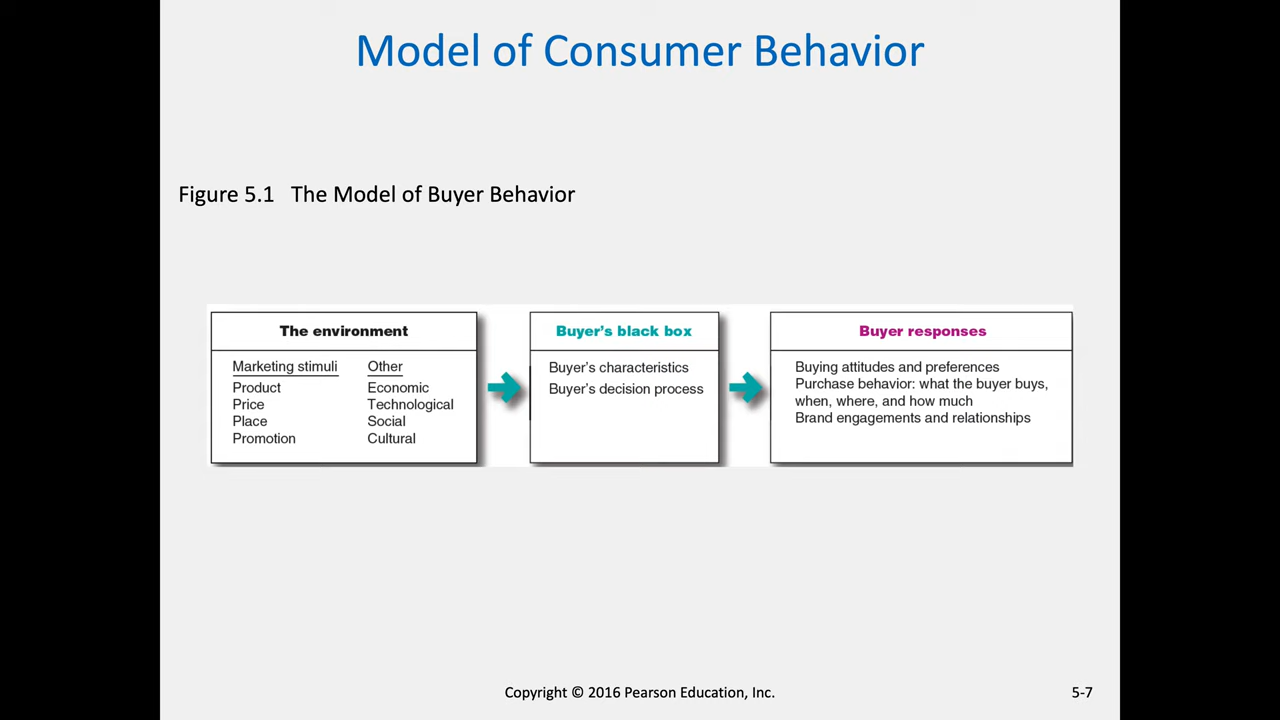 Model of Consumer Behavior
Figure 5.1 The Model of Buyer Behavior
The environment
Marketing stimuli
Product
Price
Place
Promotion
Other
Economic
Technological
Social
Cultural
Buyer's black box
Buyer's characteristics
Buyer's decision process
Buyer responses
Buying attitudes and preferences
Purchase behavior: what the buyer buys,
when, where, and how much
Brand engagements and relationships
Copyright © 2016 Pearson Education, Inc.
5-7